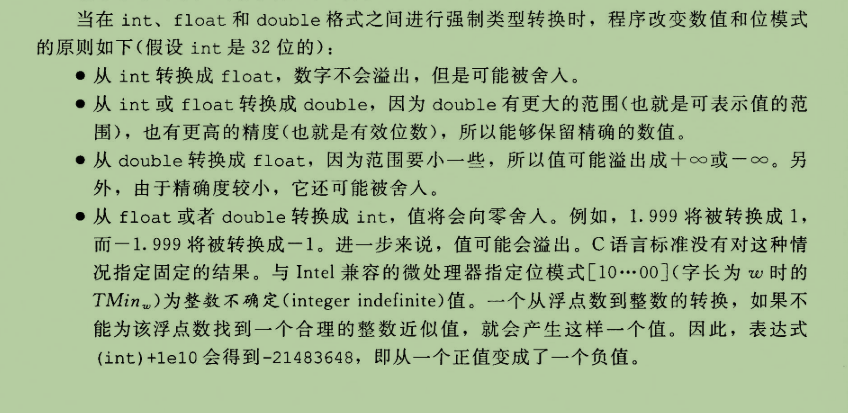 当在 int、float 和 double 格式之间进行强制类型转换时，程序改变数值和位模式
的原则如下(假设 int 是 32 位的)：
● 从 int 转换成 float，数字不会溢出，但是可能被舍入。
● 从 int 或 float 转换成 double，因为 double 有更大的范围(也就是可表示值的范
围)，也有更高的精度(也就是有效位数)，所以能够保留精确的数值。
● 从 double 转换成 float，因为范围要小一些，所以值可能溢出成＋∞或－∞。另
外，由于精确度较小，它还可能被舍入。
● 从 float 或者 double 转换成 int，值将会向零舍入。例如，1.999 将被转换成 1，
而－1.999 将被转换成－1。进一步来说，值可能会溢出。C 语言标准没有对这种情
况指定固定的结果。与 Intel 兼容的微处理器指定位模式[10…00](字长为 w 时的
TMinw)为整数不确定(integer indefinite)值。一个从浮点数到整数的转换，如果不
能为该浮点数找到一个合理的整数近似值，就会产生这样一个值。因此，表达式
(int)+1e10 会得到-21483648，即从一个正值变成了一个负值。